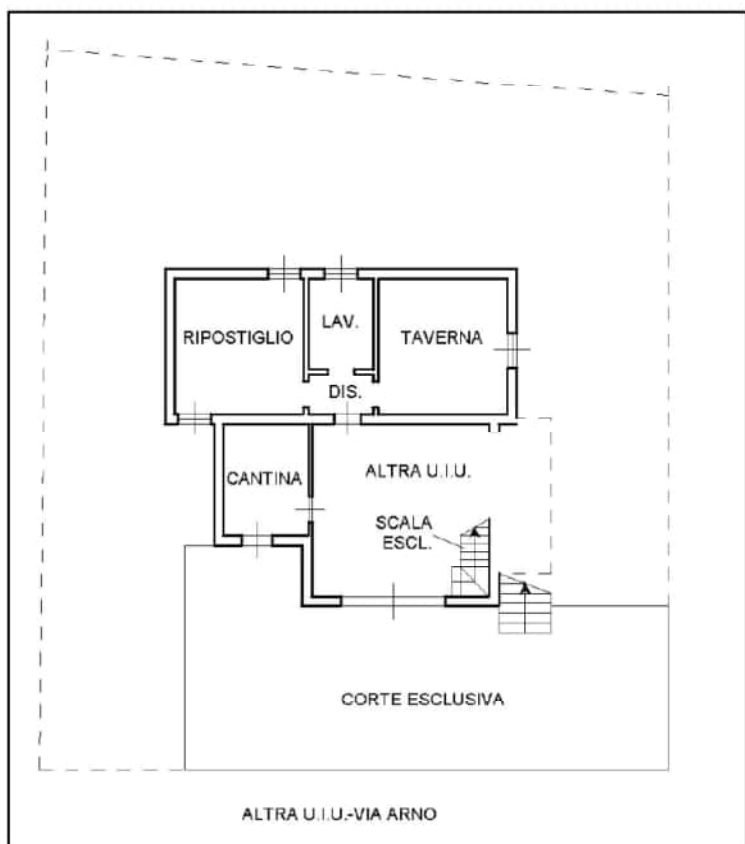 LAV.
RIPOSTIGLIO
TAVERNA
DIS.
ALTRA U.I.U.
CANTINA
SCALA
ESCL.
CORTE ESCLUSIVA
ALTRA U.I.U.-VIA ARNO